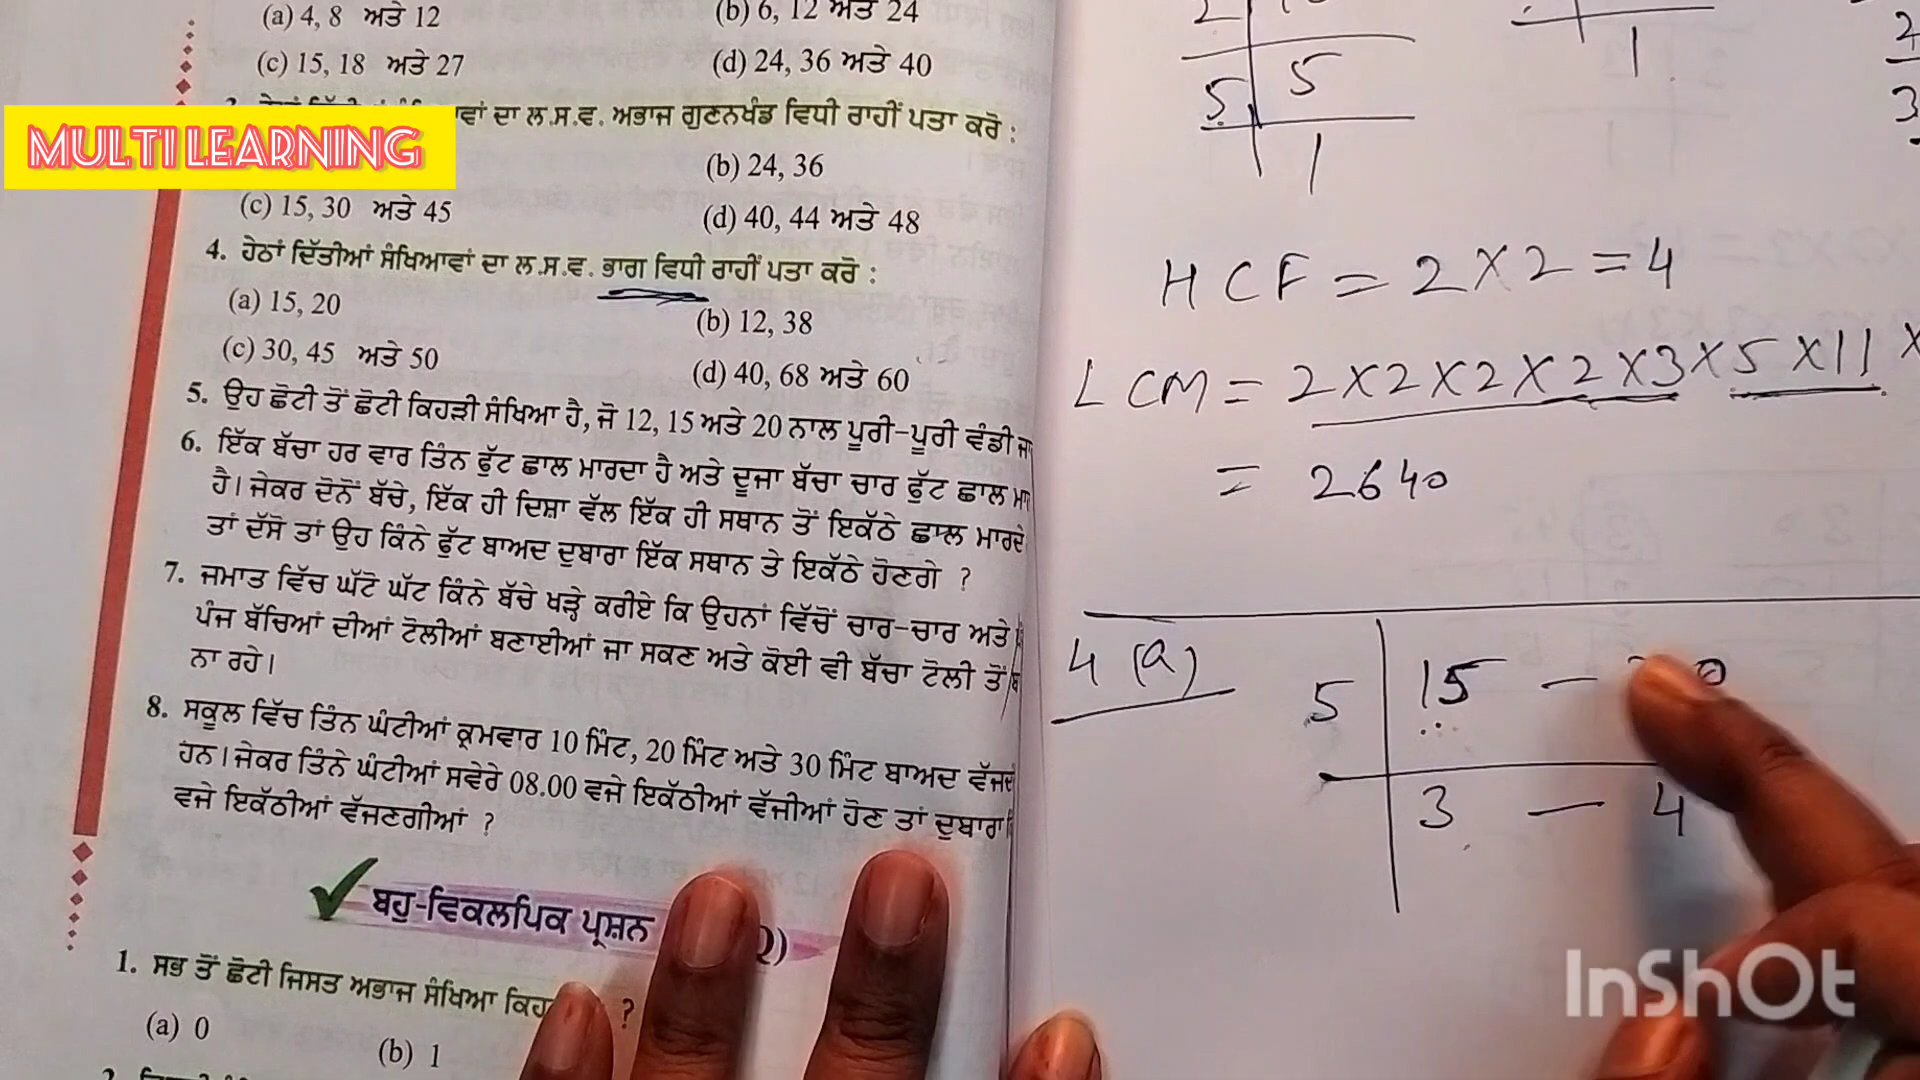 (a) 4, 8 ਅਤੇ 12
(b) 6, 12 ਅਤੇ 24
(c) 15, 18 ਅਤੇ 27
(d) 24, 36 ਅਤੇ 40
ਦਾ ਲ.ਸ.ਵ. ਅਭਾਜ ਗੁਣਨਖੰਡ ਵਿਧੀ ਰਾਹੀਂ ਪਤਾ ਕਰੋ :
MULTI LEARNING
(b) 24, 36
(c) 15, 30 ਅਤੇ 45
(d) 40, 44 ਅਤੇ 48
4. ਹੇਠਾਂ ਦਿੱਤੀਆਂ ਸੰਖਿਆਵਾਂ ਦਾ ਲ.ਸ.ਵ. ਭਾਗ ਵਿਧੀ ਰਾਹੀਂ ਪਤਾ ਕਰੋ :
(a) 15, 20
(b) 12, 38
(c) 30, 45 ਅਤੇ 50
(d) 40, 68 ਅਤੇ 60
5. ਉਹ ਛੋਟੀ ਤੋਂ ਛੋਟੀ ਕਿਹੜੀ ਸੰਖਿਆ ਹੈ, ਜੋ 12, 15 ਅਤੇ 20 ਨਾਲ ਪੂਰੀ-ਪੂਰੀ ਵੰਡੀ
6. ਇੱਕ ਬੱਚਾ ਹਰ ਵਾਰ ਤਿੰਨ ਫੁੱਟ ਛਾਲ ਮਾਰਦਾ ਹੈ ਅਤੇ ਦੂਜਾ ਬੱਚਾ ਚਾਰ ਫੁੱਟ ਛਾਲ
ਹੈ। ਜੇਕਰ ਦੋਨੋਂ ਬੱਚੇ, ਇੱਕ ਹੀ ਦਿਸ਼ਾ ਵੱਲ ਇੱਕ ਹੀ ਸਥਾਨ ਤੋਂ ਇਕੱਠੇ ਛਾਲ ਮਾਰਦੇ
ਤਾਂ ਦੱਸੋ ਤਾਂ ਉਹ ਕਿੰਨੇ ਫੁੱਟ ਬਾਅਦ ਦੁਬਾਰਾ ਇੱਕ ਸਥਾਨ ਤੇ ਇਕੱਠੇ ਹੋਣਗੇ ?
7. ਜਮਾਤ ਵਿੱਚ ਘੱਟੋ ਘੱਟ ਕਿੰਨੇ ਬੱਚੇ ਖੜ੍ਹੇ ਕਰੀਏ ਕਿ ਉਹਨਾਂ ਵਿੱਚੋਂ ਚਾਰ-ਚਾਰ ਅਤੇ
ਪੰਜ ਬੱਚਿਆਂ ਦੀਆਂ ਟੋਲੀਆਂ ਬਣਾਈਆਂ ਜਾ ਸਕਣ ਅਤੇ ਕੋਈ ਵੀ ਬੱਚਾ ਟੋਲੀ ਤੋਂ
ਨਾ ਰਹੇ।
8. ਸਕੂਲ ਵਿੱਚ ਤਿੰਨ ਘੰਟੀਆਂ ਕ੍ਰਮਵਾਰ 10 ਮਿੰਟ, 20 ਮਿੰਟ ਅਤੇ 30 ਮਿੰਟ ਬਾਅਦ
ਹਨ। ਜੇਕਰ ਤਿੰਨੇ ਘੰਟੀਆਂ ਸਵੇਰੇ 08.00 ਵਜੇ ਇਕੱਠੀਆਂ ਵੱਜੀਆਂ ਹੋਣ ਤਾਂ ਦੁਬਾਰਾ
ਵਜੇ ਇਕੱਠੀਆਂ ਵੱਜਣਗੀਆਂ ?
ਬਹੁ-ਵਿਕਲਪਿਕ ਪ੍ਰਸ਼ਨ
1. ਸਭ ਤੋਂ ਛੋਟੀ ਜਿਸਤ ਅਭਾਜ ਸੰਖਿਆ ?
(a) 0
(b) 1
5
5
1
1
2
3
HCF = 2 × 2 = 4
LCM = 2 × 2 × 2 × 2 × 3 × 5 × 11 ×
= 2640
4 (a)
5 15 —
3 — 4
InShOt